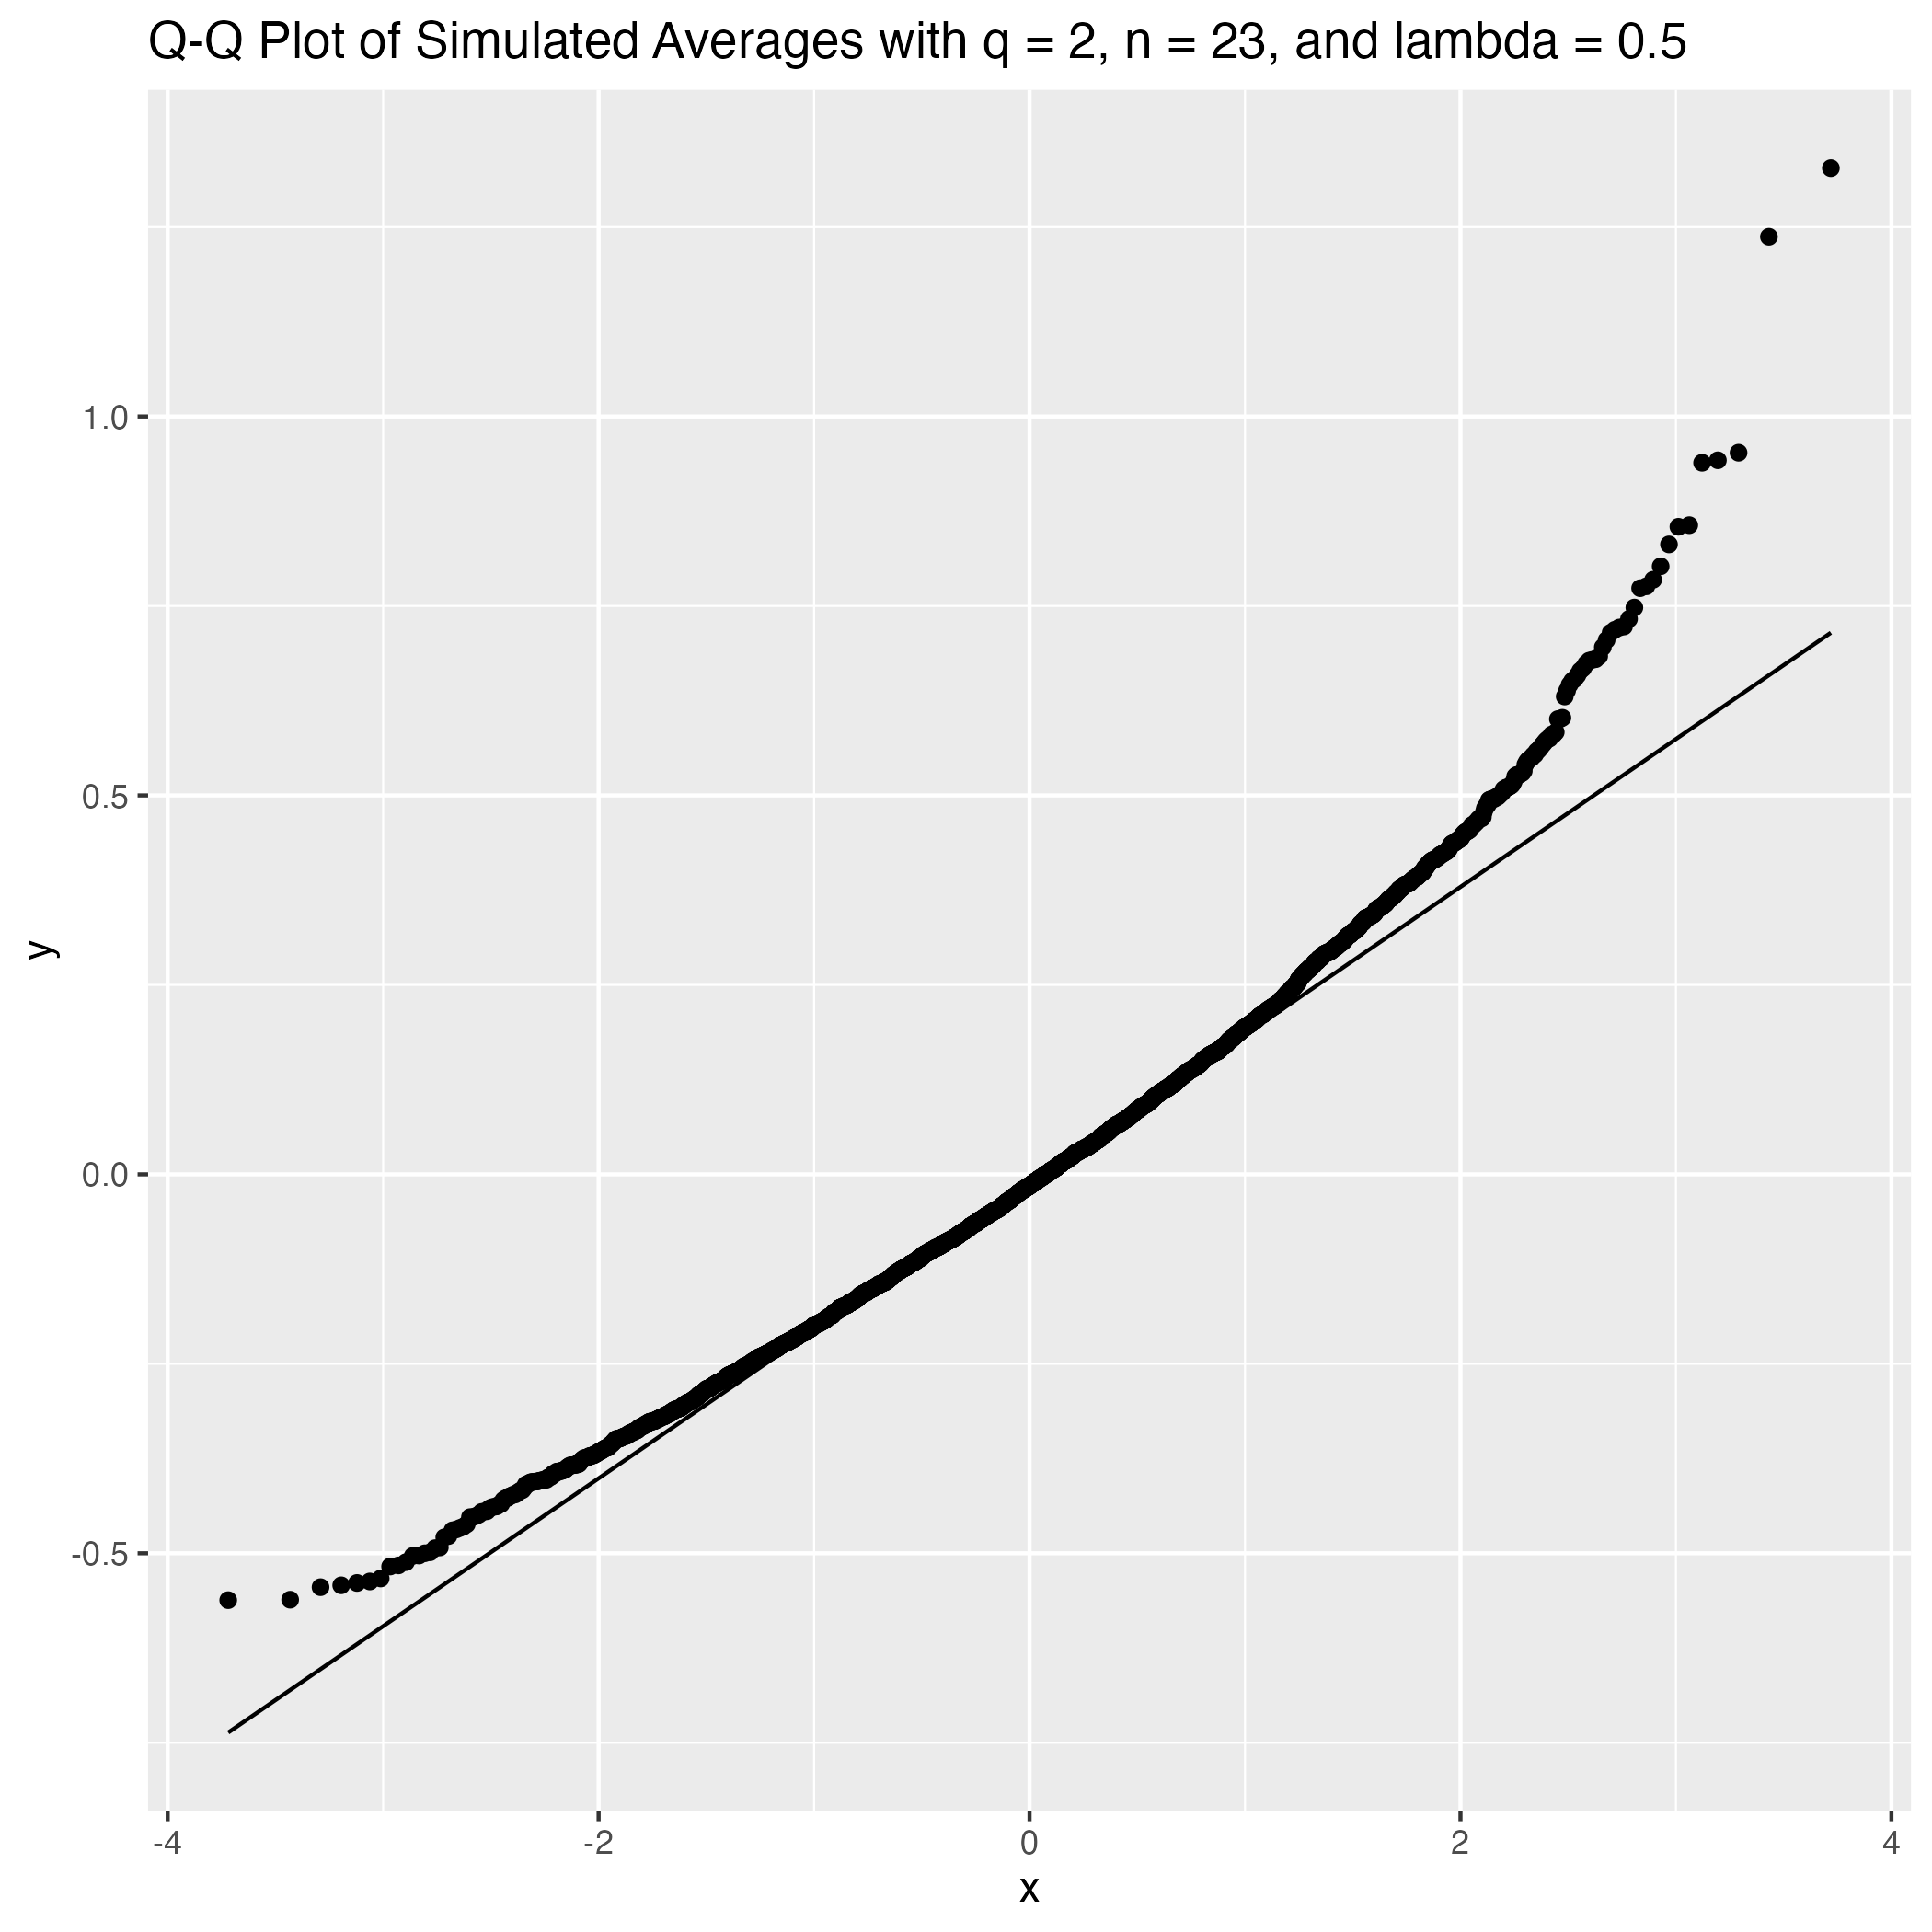 Q-Q Plot of Simulated Averages with q = 2, n = 23, and lambda = 0.5
1.0
0.5
0.0
-0.5
y
-4 -2 0 2 4
x